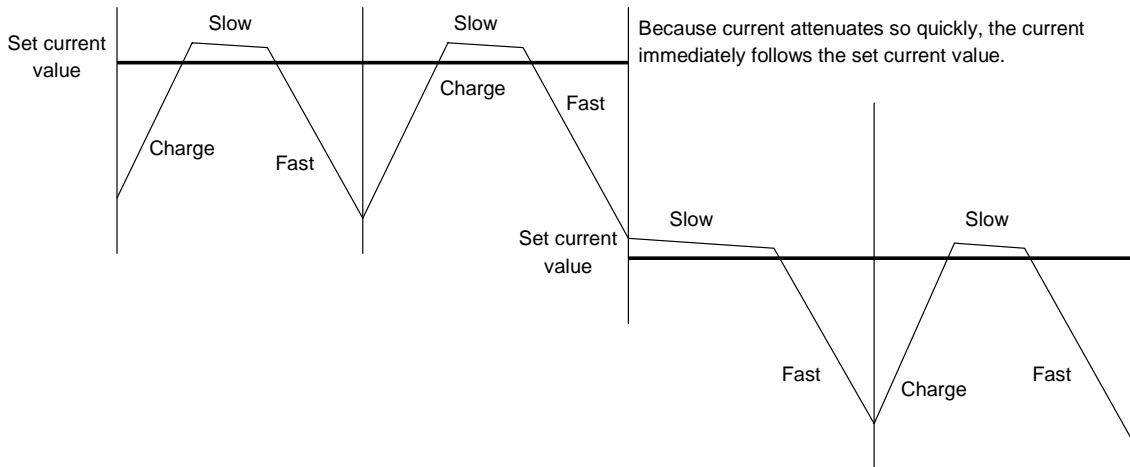 Slow
Slow
Because current attenuates so quickly, the current
immediately follows the set current value.
Set current
value
Charge
Fast
Charge
Fast
Set current
value
Slow
Slow
Fast
Charge
Fast